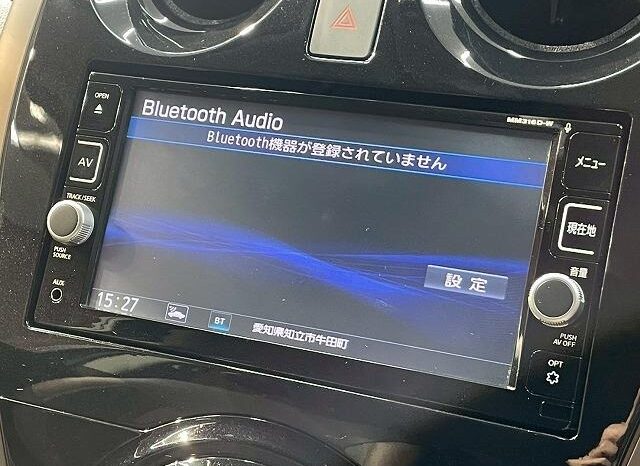 OPEN
AV
TRACK/SEEK
PUSH
SOURCE
AUX
Bluetooth Audio
MM316D-W
Bluetooth機器が登録されていません
設定
15:27
BT
愛知県知立市牛田町
メニュー
現在地
音量
PUSH
AV OFF
OPT